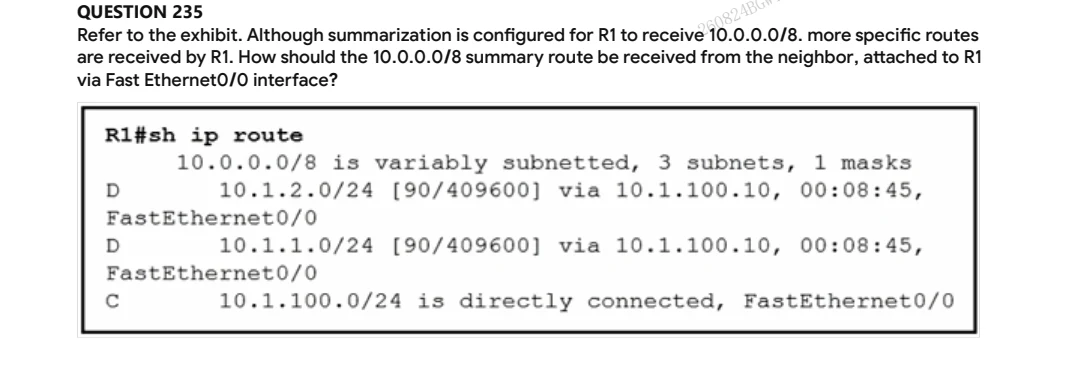 QUESTION 235
Refer to the exhibit. Although summarization is configured for R1 to receive 10.0.0.0/8. more specific routes
are received by R1. How should the 10.0.0.0/8 summary route be received from the neighbor, attached to R1
via Fast Ethernet0/0 interface?
R1#sh ip route
10.0.0.0/8 is variably subnetted, 3 subnets, 1 masks
D 10.1.2.0/24 [90/409600] via 10.1.100.10, 00:08:45,
FastEthernet0/0
D 10.1.1.0/24 [90/409600] via 10.1.100.10, 00:08:45,
FastEthernet0/0
C 10.1.100.0/24 is directly connected, FastEthernet0/0